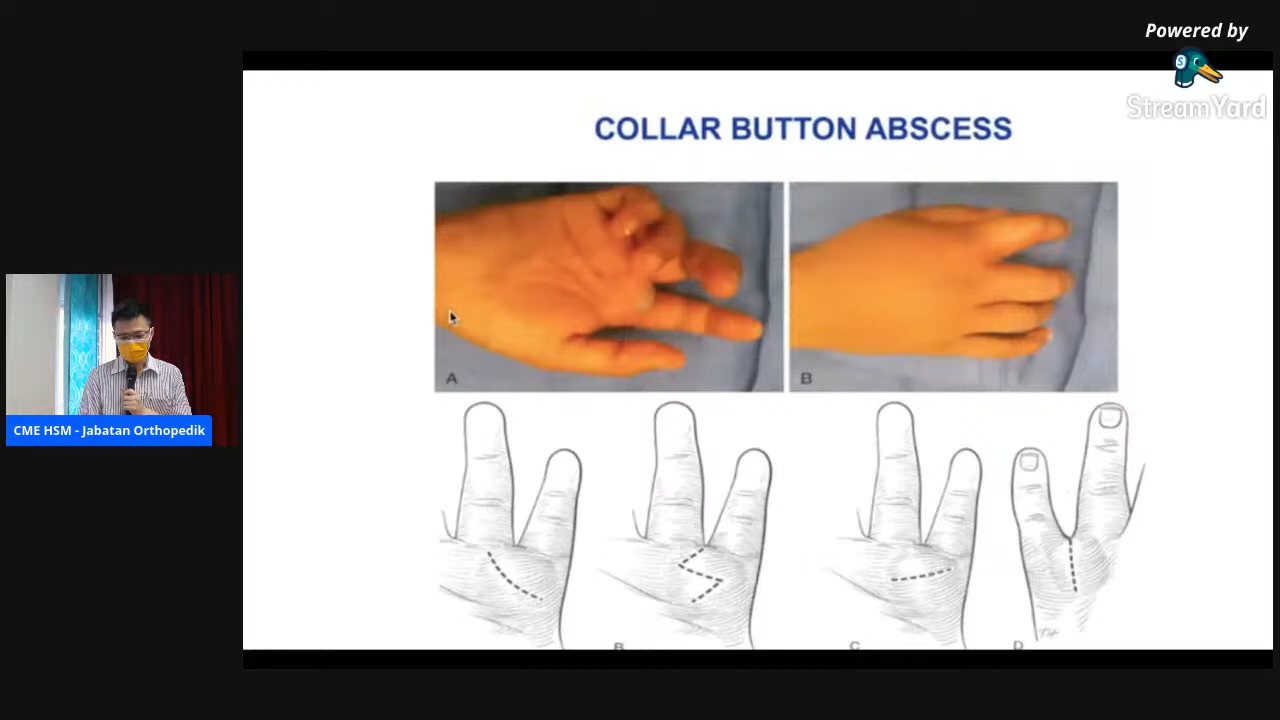 Powered by
StreamYard
COLLAR BUTTON ABSCESS
A
B
CME HSM - Jabatan Orthopedik
B
C
D